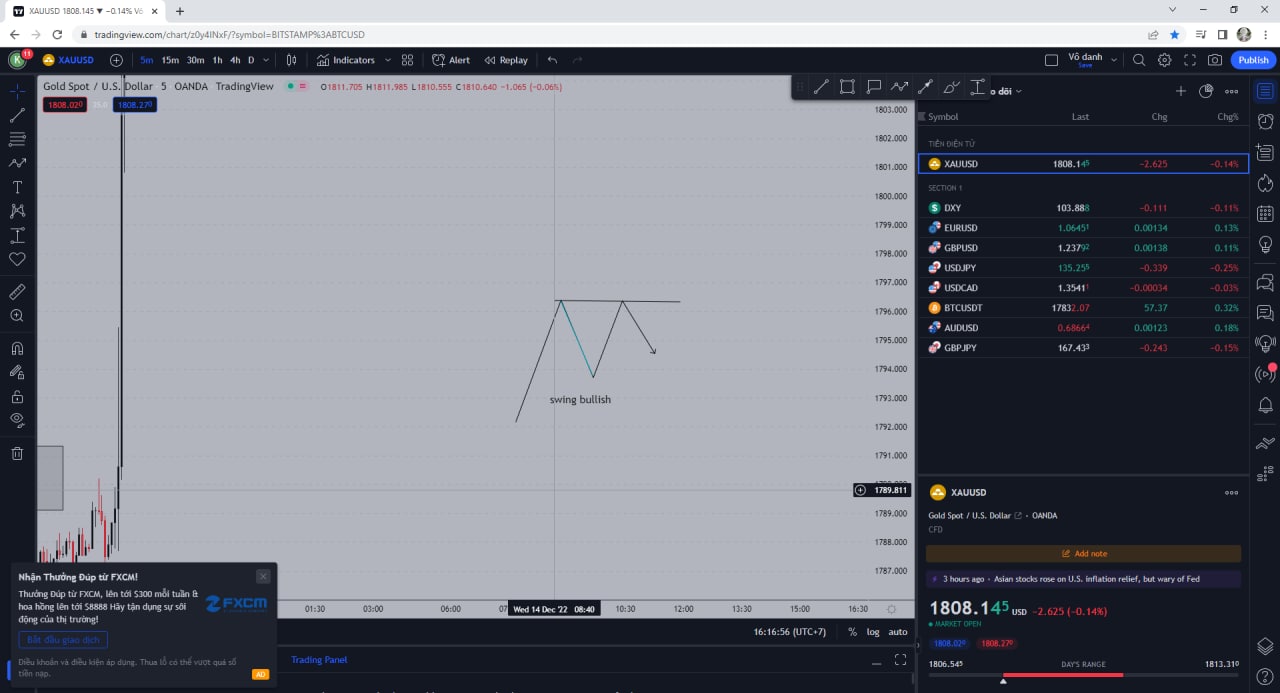 XAUUSD 1808.145 ▼ −0.14% Vô
tradingview.com/chart/z0y4INxF/?symbol=BITSTAMP%3ABTCUSD
K 11 XAUUSD 5m 15m 30m 1h 4h D Indicators Alert Replay Vô danh Save Publish
Gold Spot / U.S. Dollar 5 OANDA TradingView O1811.705 H1811.985 L1810.555 C1810.640 −1.065 (−0.06%)
1808.020 25.0 1808.270
1803.000
1802.000
1801.000
1800.000
1799.000
1798.000
1797.000
1796.000
1795.000
1794.000
1793.000
1792.000
1791.000
1789.811
1789.000
1788.000
1787.000
swing bullish
01:30 03:00 06:00 Wed 14 Dec '22 08:40 10:30 12:00 13:30 15:00 16:30
16:16:56 (UTC+7) % log auto
Trading Panel
Nhận Thưởng Đúp từ FXCM!
Thưởng Đúp từ FXCM, lên tới $300 mỗi tuần &
hoa hồng lên tới $8888 Hãy tận dụng sự sôi
động của thị trường!
FXCM
Bắt đầu giao dịch
Điều khoản và điều kiện áp dụng. Thua lỗ có thể vượt quá số
tiền nạp.
AD
o dõi
Symbol Last Chg Chg%
TIỀN ĐIỆN TỬ
XAUUSD 1808.145 −2.625 −0.14%
SECTION 1
DXY 103.888 −0.111 −0.11%
EURUSD 1.06451 0.00134 0.13%
GBPUSD 1.23792 0.00138 0.11%
USDJPY 135.255 −0.339 −0.25%
USDCAD 1.35411 −0.00034 −0.03%
BTCUSDT 17832.07 57.37 0.32%
AUDUSD 0.68664 0.00123 0.18%
GBPJPY 167.433 −0.243 −0.15%
XAUUSD
Gold Spot / U.S. Dollar • OANDA
CFD
Add note
3 hours ago • Asian stocks rose on U.S. inflation relief, but wary of Fed
1808.145 USD −2.625 (−0.14%)
MARKET OPEN
1808.020 1808.270
1806.545 DAY'S RANGE 1813.310